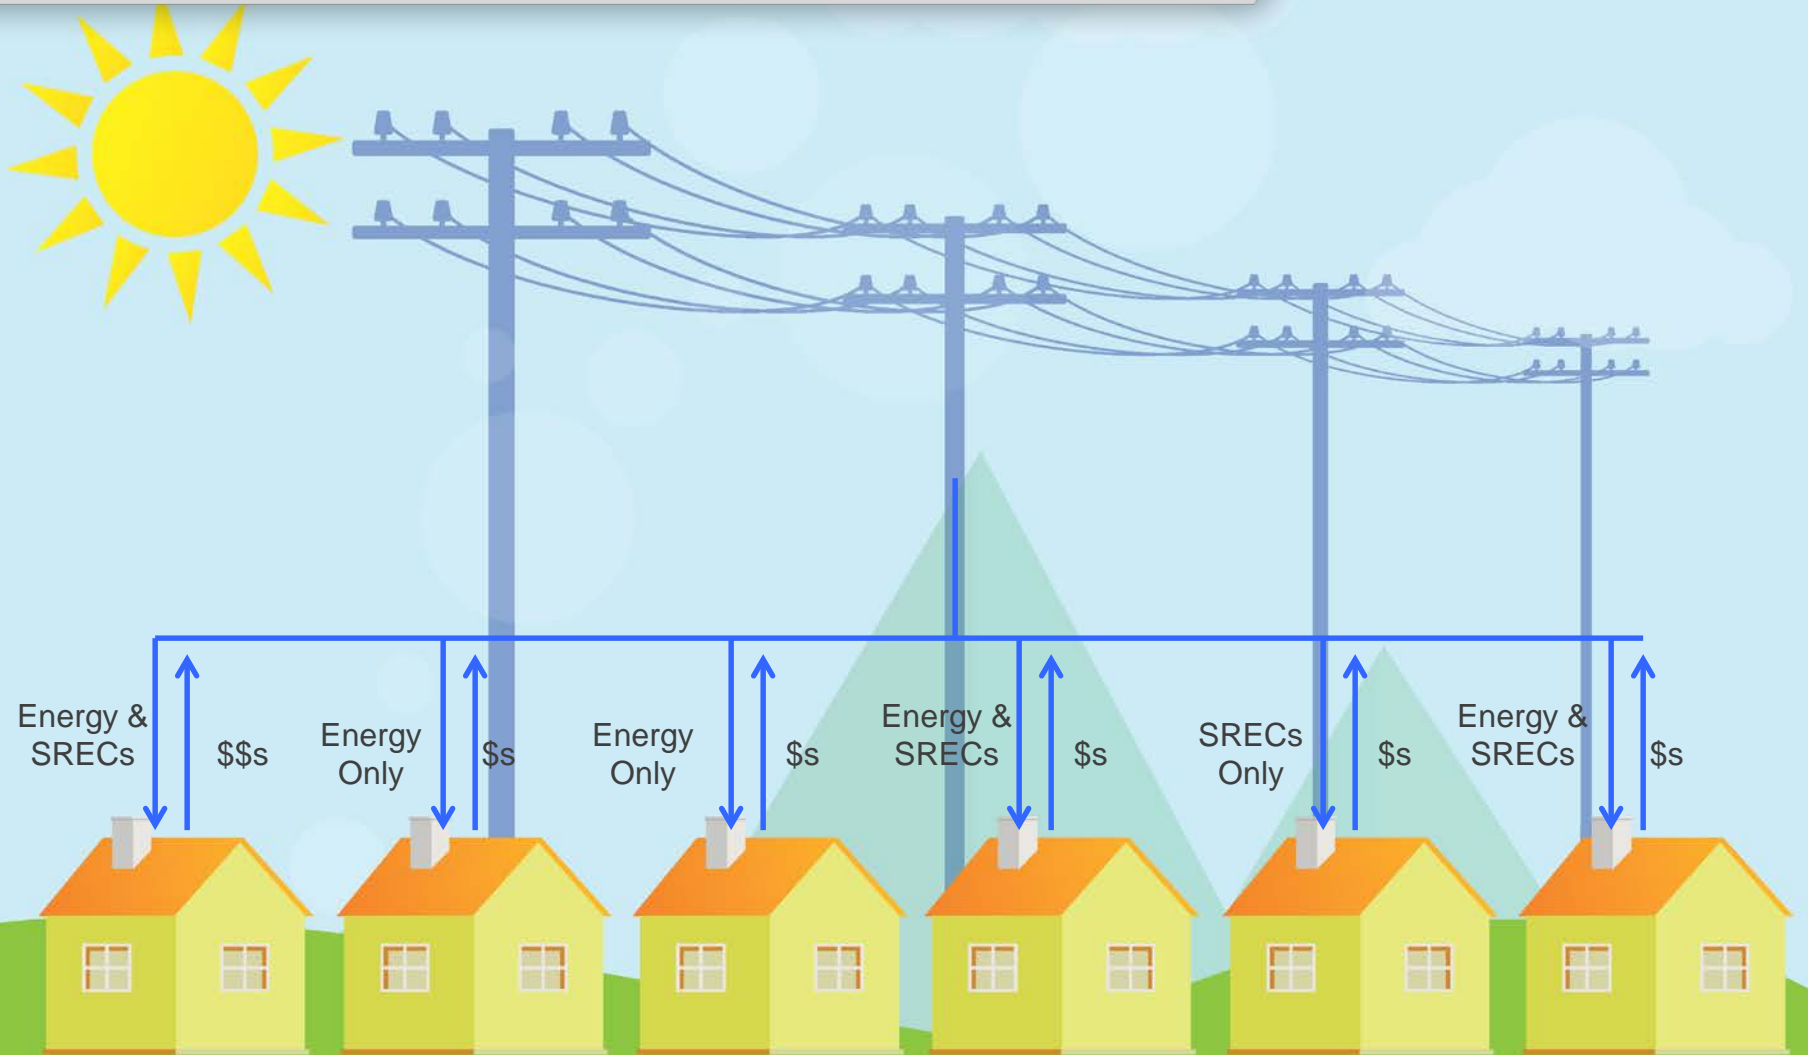 Energy &
SRECs
$$s
Energy
Only
$s
Energy
Only
$s
Energy &
SRECs
$s
SRECs
Only
$s
Energy &
SRECs
$s